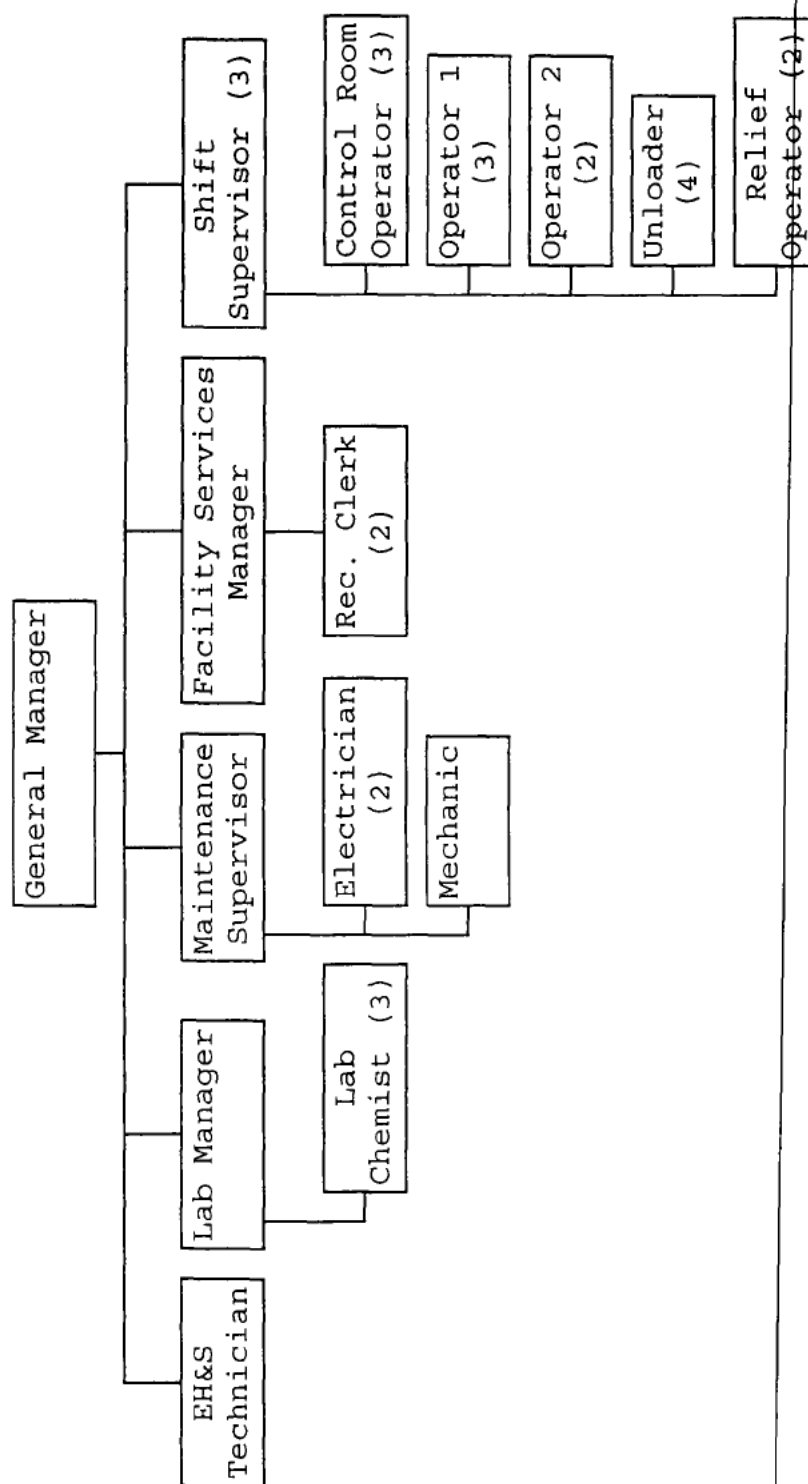 General Manager
EH&S
Technician
Lab Manager
Lab
Chemist (3)
Maintenance
Supervisor
Electrician
(2)
Mechanic
Facility Services
Manager
Rec. Clerk
(2)
Shift
Supervisor (3)
Control Room
Operator (3)
Operator 1
(3)
Operator 2
(2)
Unloader
(4)
Relief
Operator (2)